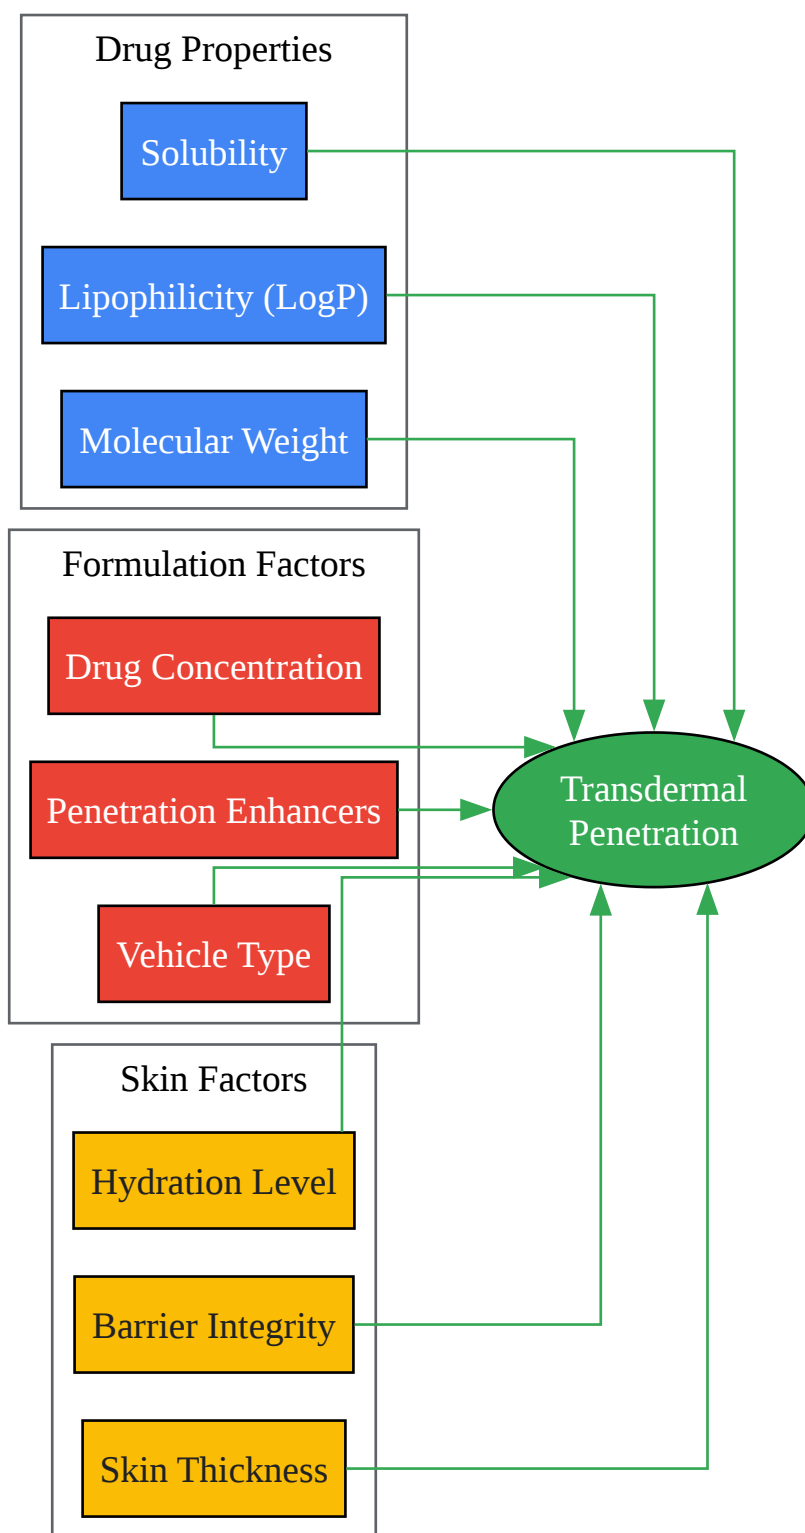 Drug Properties
Solubility
Lipophilicity (LogP)
Molecular Weight
Formulation Factors
Drug Concentration
Penetration Enhancers
Vehicle Type
Transdermal
Penetration
Skin Factors
Hydration Level
Barrier Integrity
Skin Thickness